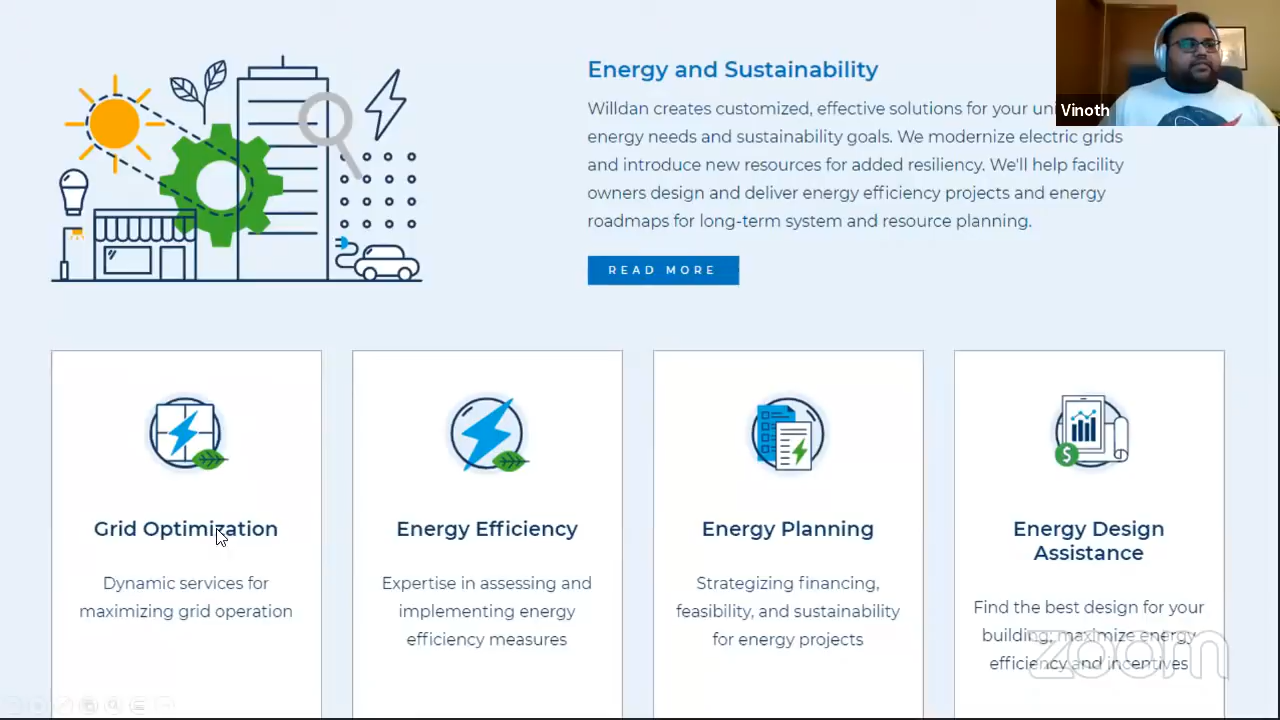 Energy and Sustainability
Willdan creates customized, effective solutions for your
energy needs and sustainability goals. We modernize electric grids
and introduce new resources for added resiliency. We'll help facility
owners design and deliver energy efficiency projects and energy
roadmaps for long-term system and resource planning.
READ MORE
Vinoth
Grid Optimization
Dynamic services for
maximizing grid operation
Energy Efficiency
Expertise in assessing and
implementing energy
efficiency measures
Energy Planning
Strategizing financing,
feasibility, and sustainability
for energy projects
Energy Design
Assistance
Find the best design for your
building; maximize energy
efficiency and incentives
zoom